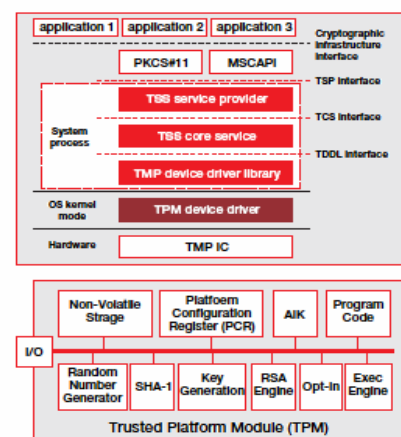 application 1 application 2 application 3
Cryptographic
Infrastructure
Interface
PKCS#11 MSCAPI
TSP Interface
TSS service provider
TCS Interface
System
process
TSS core service
TDDL Interface
TMP device driver library
OS kernel
mode
TPM device driver
Hardware
TMP IC
Non-Volatile
Strage
Platfoem
Configuration
Register (PCR)
AIK
Program
Code
I/O
Random
Number
Generator
SHA-1
Key
Generation
RSA
Engine
Opt-in
Exec
Engine
Trusted Platform Module (TPM)